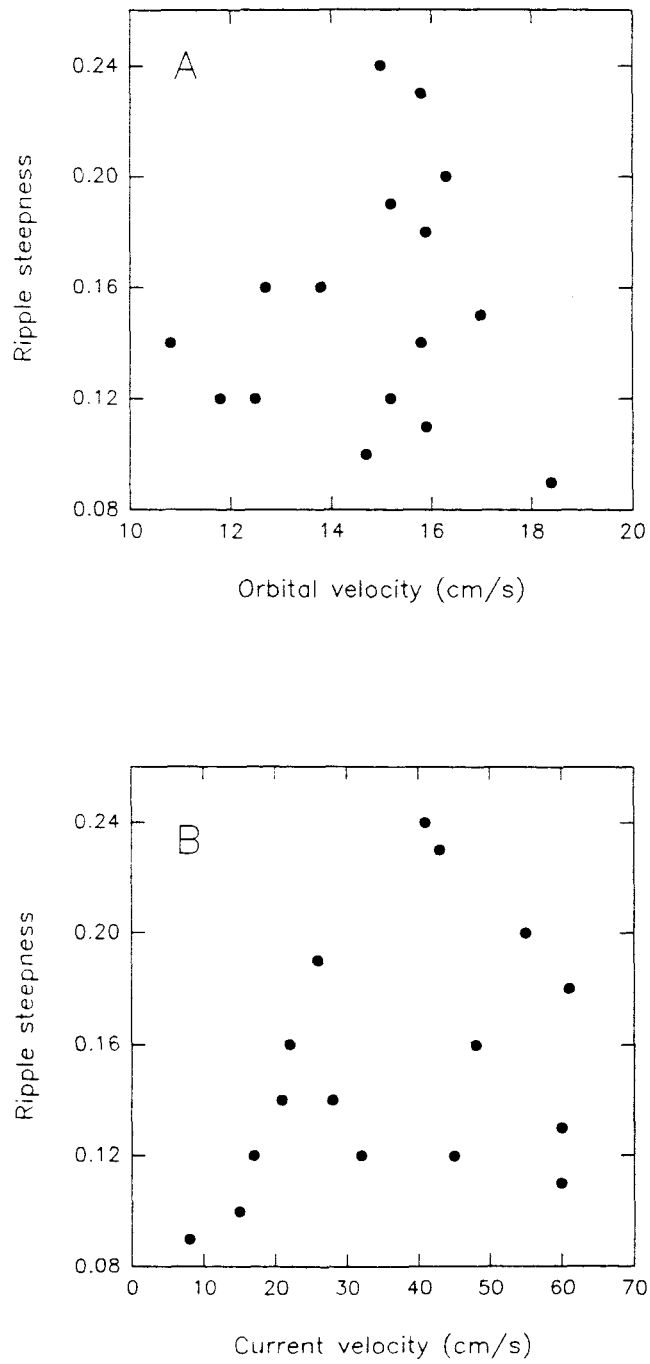 A
0.24
0.20
0.16
0.12
0.08
Ripple steepness
10 12 14 16 18 20
Orbital velocity (cm/s)
B
0.24
0.20
0.16
0.12
0.08
Ripple steepness
0 10 20 30 40 50 60 70
Current velocity (cm/s)